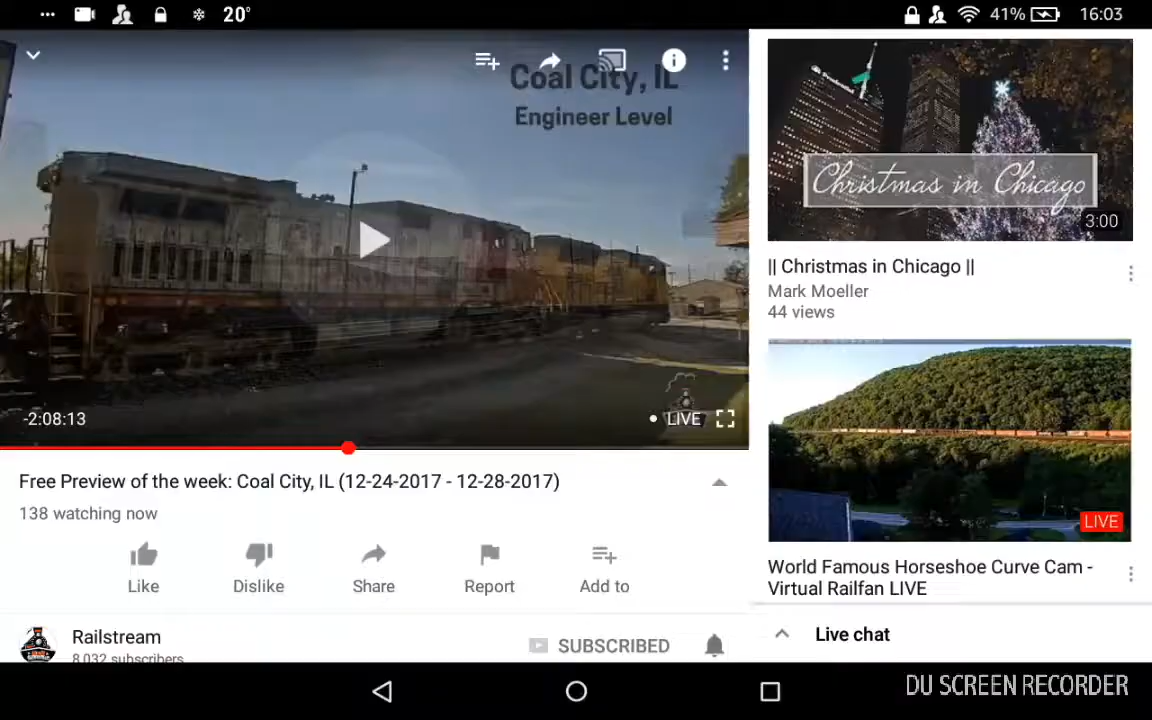 20°
41%
16:03
Coal City, IL
Engineer Level
-2:08:13
LIVE
Free Preview of the week: Coal City, IL (12-24-2017 - 12-28-2017)
138 watching now
Like
Dislike
Share
Report
Add to
Railstream
8,032 subscribers
SUBSCRIBED
Christmas in Chicago
3:00
|| Christmas in Chicago ||
Mark Moeller
44 views
LIVE
World Famous Horseshoe Curve Cam -
Virtual Railfan LIVE
Live chat
DU SCREEN RECORDER